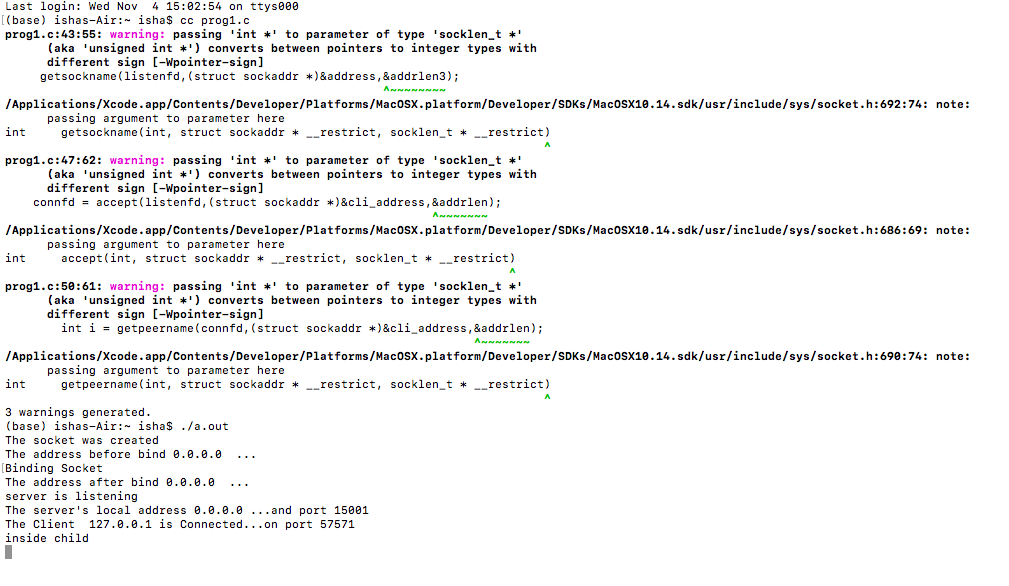 Last login: Wed Nov  4 15:02:54 on ttys000
[(base) ishas-Air:~ isha$ cc prog1.c
prog1.c:43:55: warning: passing 'int *' to parameter of type 'socklen_t *'
      (aka 'unsigned int *') converts between pointers to integer types with
      different sign [-Wpointer-sign]
     getsockname(listenfd,(struct sockaddr *)&address,&addrlen3);
                                                      ^~~~~~~~~
/Applications/Xcode.app/Contents/Developer/Platforms/MacOSX.platform/Developer/SDKs/MacOSX10.14.sdk/usr/include/sys/socket.h:692:74: note:
      passing argument to parameter here
int     getsockname(int, struct sockaddr * __restrict, socklen_t * __restrict)
                                                                             ^
prog1.c:47:62: warning: passing 'int *' to parameter of type 'socklen_t *'
      (aka 'unsigned int *') converts between pointers to integer types with
      different sign [-Wpointer-sign]
    connfd = accept(listenfd,(struct sockaddr *)&cli_address,&addrlen);
                                                             ^~~~~~~~
/Applications/Xcode.app/Contents/Developer/Platforms/MacOSX.platform/Developer/SDKs/MacOSX10.14.sdk/usr/include/sys/socket.h:686:69: note:
      passing argument to parameter here
int     accept(int, struct sockaddr * __restrict, socklen_t * __restrict)
                                                                        ^
prog1.c:50:61: warning: passing 'int *' to parameter of type 'socklen_t *'
      (aka 'unsigned int *') converts between pointers to integer types with
      different sign [-Wpointer-sign]
        int i = getpeername(connfd,(struct sockaddr *)&cli_address,&addrlen);
                                                                   ^~~~~~~~
/Applications/Xcode.app/Contents/Developer/Platforms/MacOSX.platform/Developer/SDKs/MacOSX10.14.sdk/usr/include/sys/socket.h:690:74: note:
      passing argument to parameter here
int     getpeername(int, struct sockaddr * __restrict, socklen_t * __restrict)
                                                                             ^
3 warnings generated.
(base) ishas-Air:~ isha$ ./a.out
The socket was created
The address before bind 0.0.0.0  ...
[Binding Socket
The address after bind 0.0.0.0  ...
server is listening
The server's local address 0.0.0.0 ...and port 15001
The Client  127.0.0.1 is Connected...on port 57571
inside child